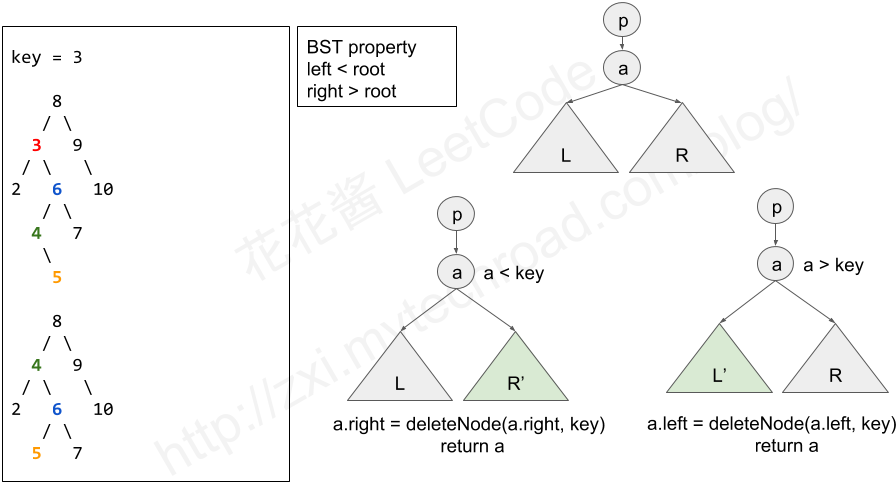 key = 3
8
/ \
3 9
/ \ \
2 6 10
/ \
4 7
\
5
8
/ \
4 9
/ \ \
2 6 10
/ \
5 7
BST property
left < root
right > root
p
a
L R
p
a a < key
L R’
a.right = deleteNode(a.right, key)
return a
p
a a > key
L’ R
a.left = deleteNode(a.left, key)
return a
花花酱 LeetCode
http://zxi.mytechroad.com/blog/